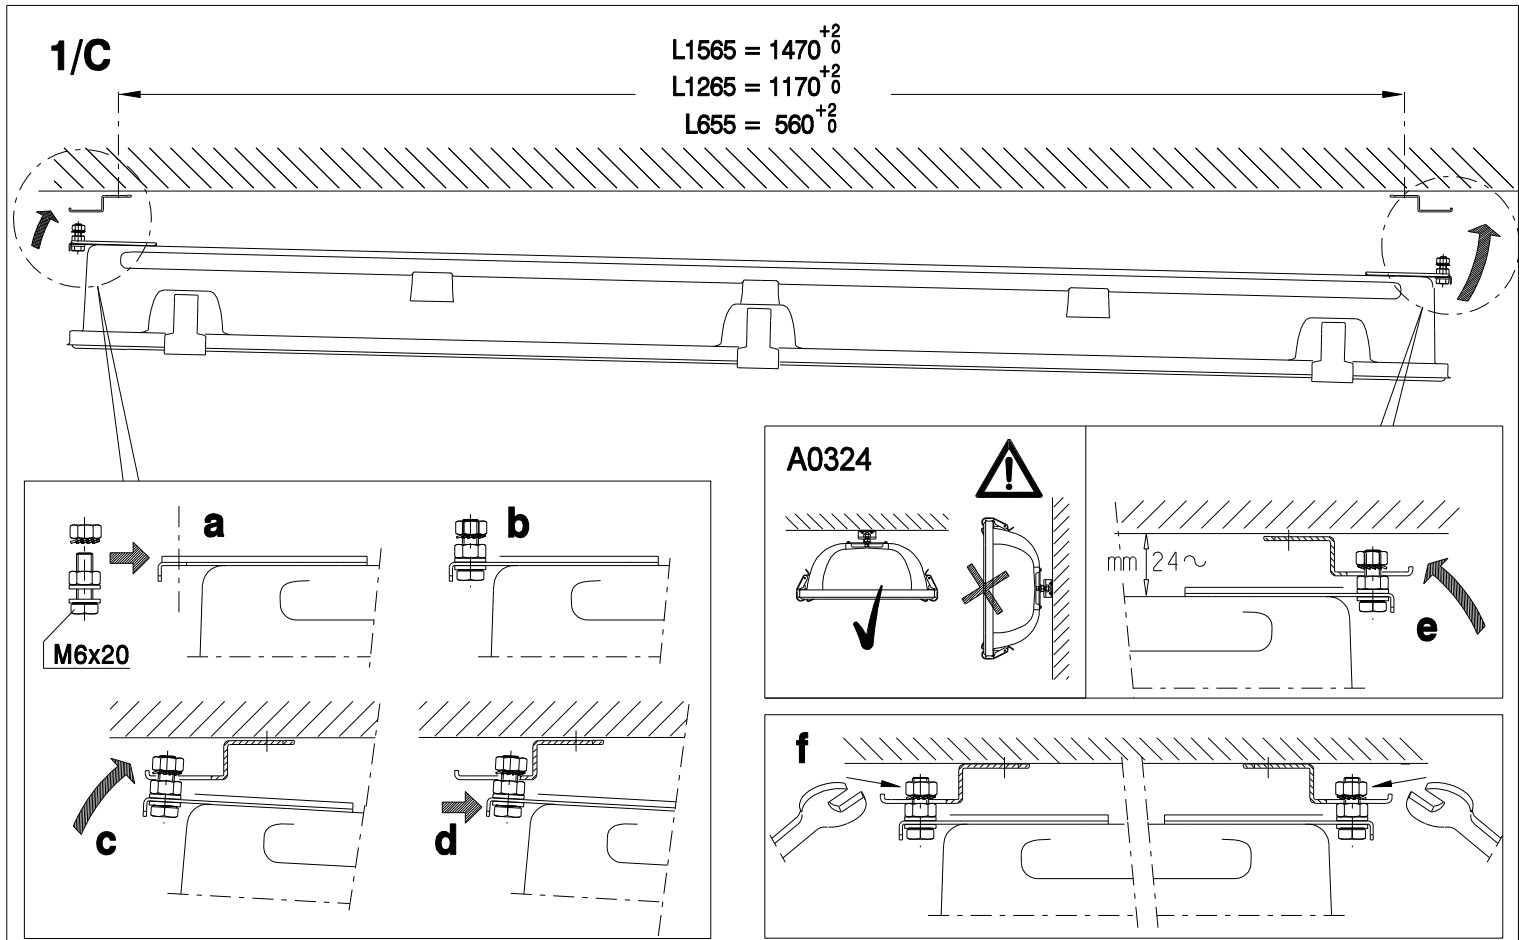 1/C
L1565 = 1470 +2 0
L1265 = 1170 +2 0
L655 = 560 +2 0
a
b
M6x20
c
d
A0324
mm 24~
e
f